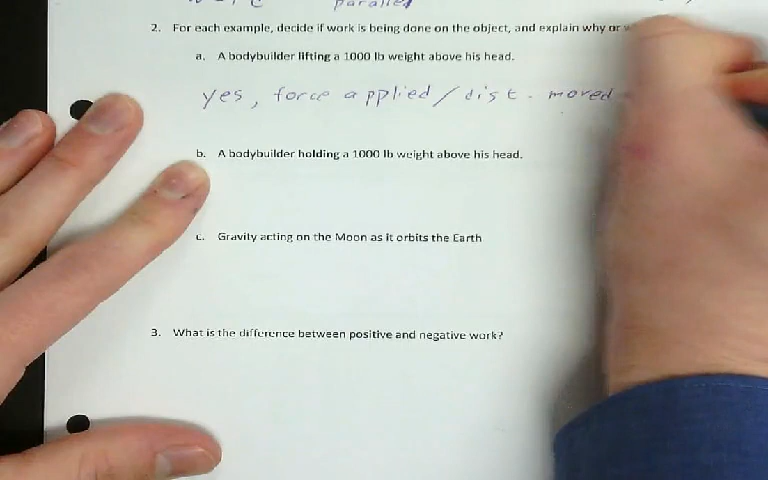 parallel
2. For each example, decide if work is being done on the object, and explain why or
a. A bodybuilder lifting a 1000 lb weight above his head.
yes, force applied / dist. moved
b. A bodybuilder holding a 1000 lb weight above his head.
c. Gravity acting on the Moon as it orbits the Earth
3. What is the difference between positive and negative work?